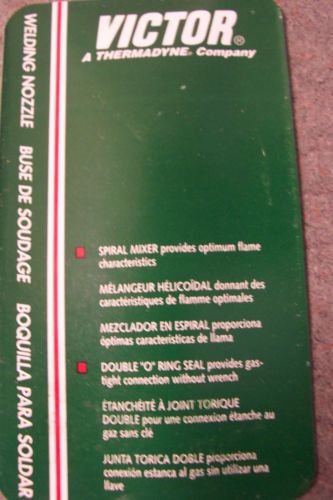 VICTOR®
A THERMADYNE® Company
WELDING NOZZLE BUSE DE SOUDAGE BOQUILLA PARA SOLDAR
SPIRAL MIXER provides optimum flame
characteristics
MÉLANGEUR HÉLICOÏDAL donnant des
caractéristiques de flamme optimales
MEZCLADOR EN ESPIRAL proporciona
óptimas caracteristicas de llama
DOUBLE "O" RING SEAL provides gas-
tight connection without wrench
ÉTANCHÉITÉ À JOINT TORIQUE
DOUBLE pour une connexion étanche au
gaz sans clé
JUNTA TORICA DOBLE proporciona
conexión estanca al gas sin utilizar una
llave